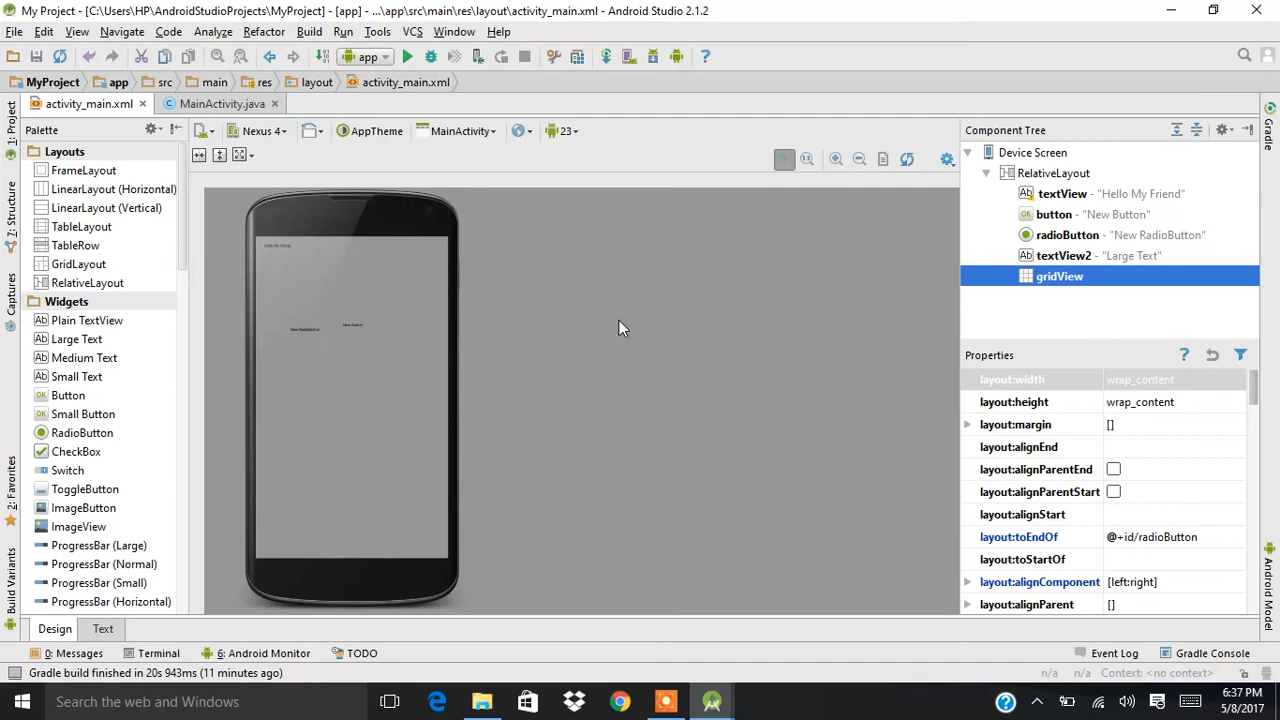 My Project - [C:\Users\HP\AndroidStudioProjects\MyProject] - [app] - ...\app\src\main\res\layout\activity_main.xml - Android Studio 2.1.2
File Edit View Navigate Code Analyze Refactor Build Run Tools VCS Window Help
app
MyProject app src main res layout activity_main.xml
activity_main.xml MainActivity.java
1: Project
7: Structure
Captures
2: Favorites
Build Variants
Palette
Layouts
FrameLayout
LinearLayout (Horizontal)
LinearLayout (Vertical)
TableLayout
TableRow
GridLayout
RelativeLayout
Widgets
Plain TextView
Large Text
Medium Text
Small Text
Button
Small Button
RadioButton
CheckBox
Switch
ToggleButton
ImageButton
ImageView
ProgressBar (Large)
ProgressBar (Normal)
ProgressBar (Small)
ProgressBar (Horizontal)
Nexus 4 AppTheme MainActivity 23
Hello My Friend
New RadioButton
New Button
Component Tree
Device Screen
RelativeLayout
textView - "Hello My Friend"
button - "New Button"
radioButton - "New RadioButton"
textView2 - "Large Text"
gridView
Properties
layout:width wrap_content
layout:height wrap_content
layout:margin []
layout:alignEnd
layout:alignParentEnd
layout:alignParentStart
layout:alignStart
layout:toEndOf @+id/radioButton
layout:toStartOf
layout:alignComponent [left:right]
layout:alignParent []
Gradle
Android Model
Design Text
0: Messages Terminal 6: Android Monitor TODO Event Log Gradle Console
Gradle build finished in 20s 943ms (11 minutes ago) n/a n/a Context: <no context>
Search the web and Windows
6:37 PM
5/8/2017